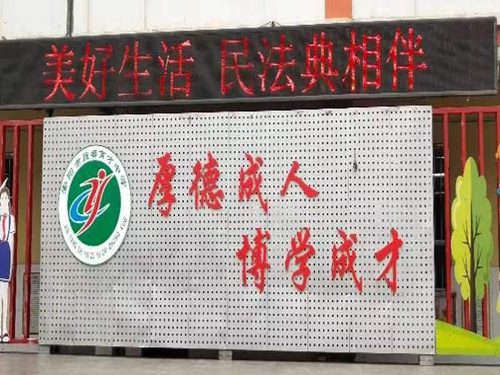 美好生活 民法典相伴
厚德成人
博学成才